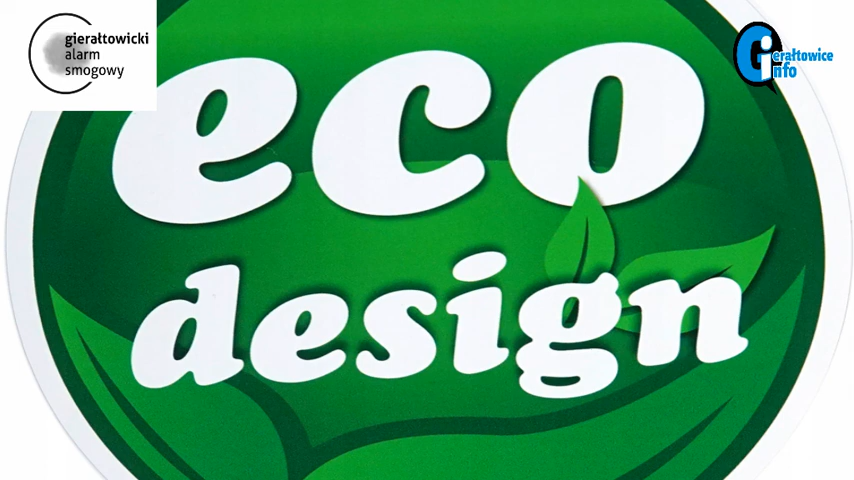 gierałtowicki
alarm
smogowy
Gierałtowice
info
eco
design